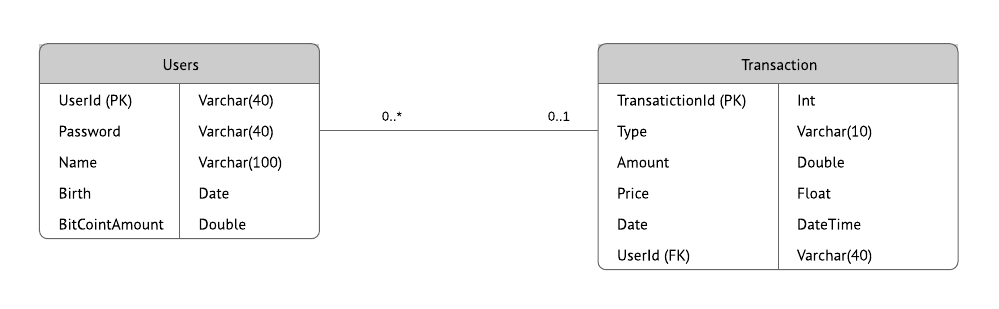 Users
UserId (PK) Varchar(40)
Password Varchar(40)
Name Varchar(100)
Birth Date
BitCointAmount Double
0..* 0..1
Transaction
TransatictionId (PK) Int
Type Varchar(10)
Amount Double
Price Float
Date DateTime
UserId (FK) Varchar(40)